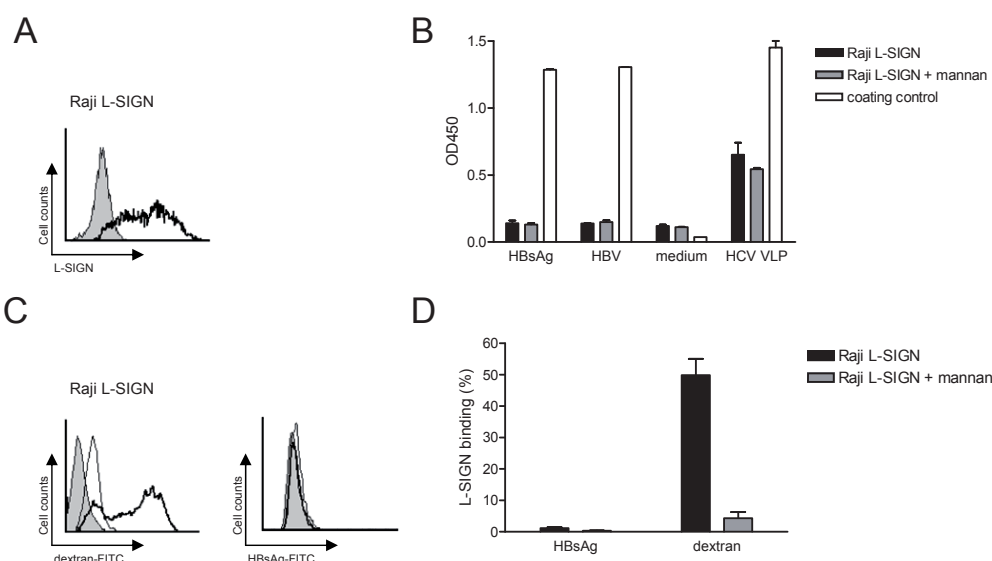 A
Raji L-SIGN
Cell counts
L-SIGN
B
OD450
1.5
1.0
0.5
0.0
HBsAg HBV medium HCV VLP
Raji L-SIGN
Raji L-SIGN + mannan
coating control
C
Raji L-SIGN
Cell counts
dextran-FITC
Cell counts
HBsAg-FITC
D
L-SIGN binding (%)
60
50
40
30
20
10
0
HBsAg dextran
Raji L-SIGN
Raji L-SIGN + mannan